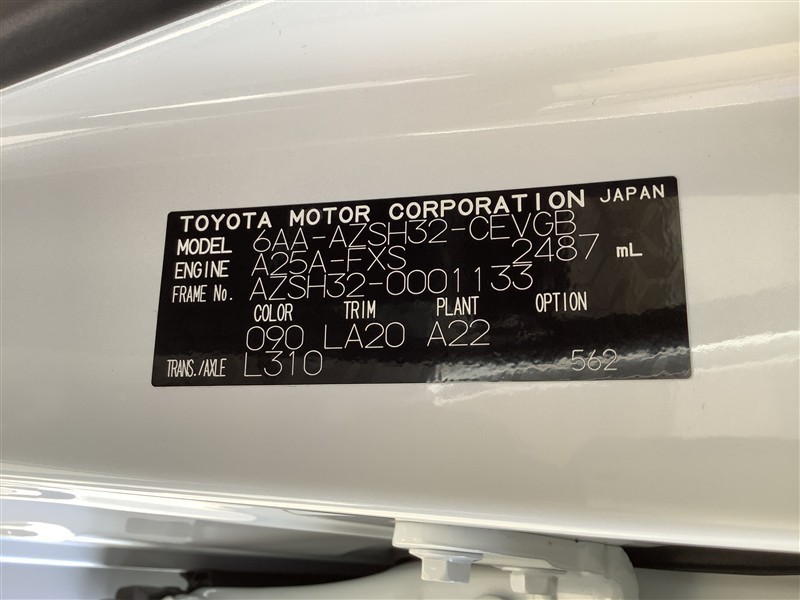 TOYOTA MOTOR CORPORATION JAPAN
MODEL 6AA-AZSH32-CEVGB
ENGINE A25A-FXS 2487 mL
FRAME No. AZSH32-0001133
COLOR TRIM PLANT OPTION
090 LA20 A22
TRANS./AXLE L310 562